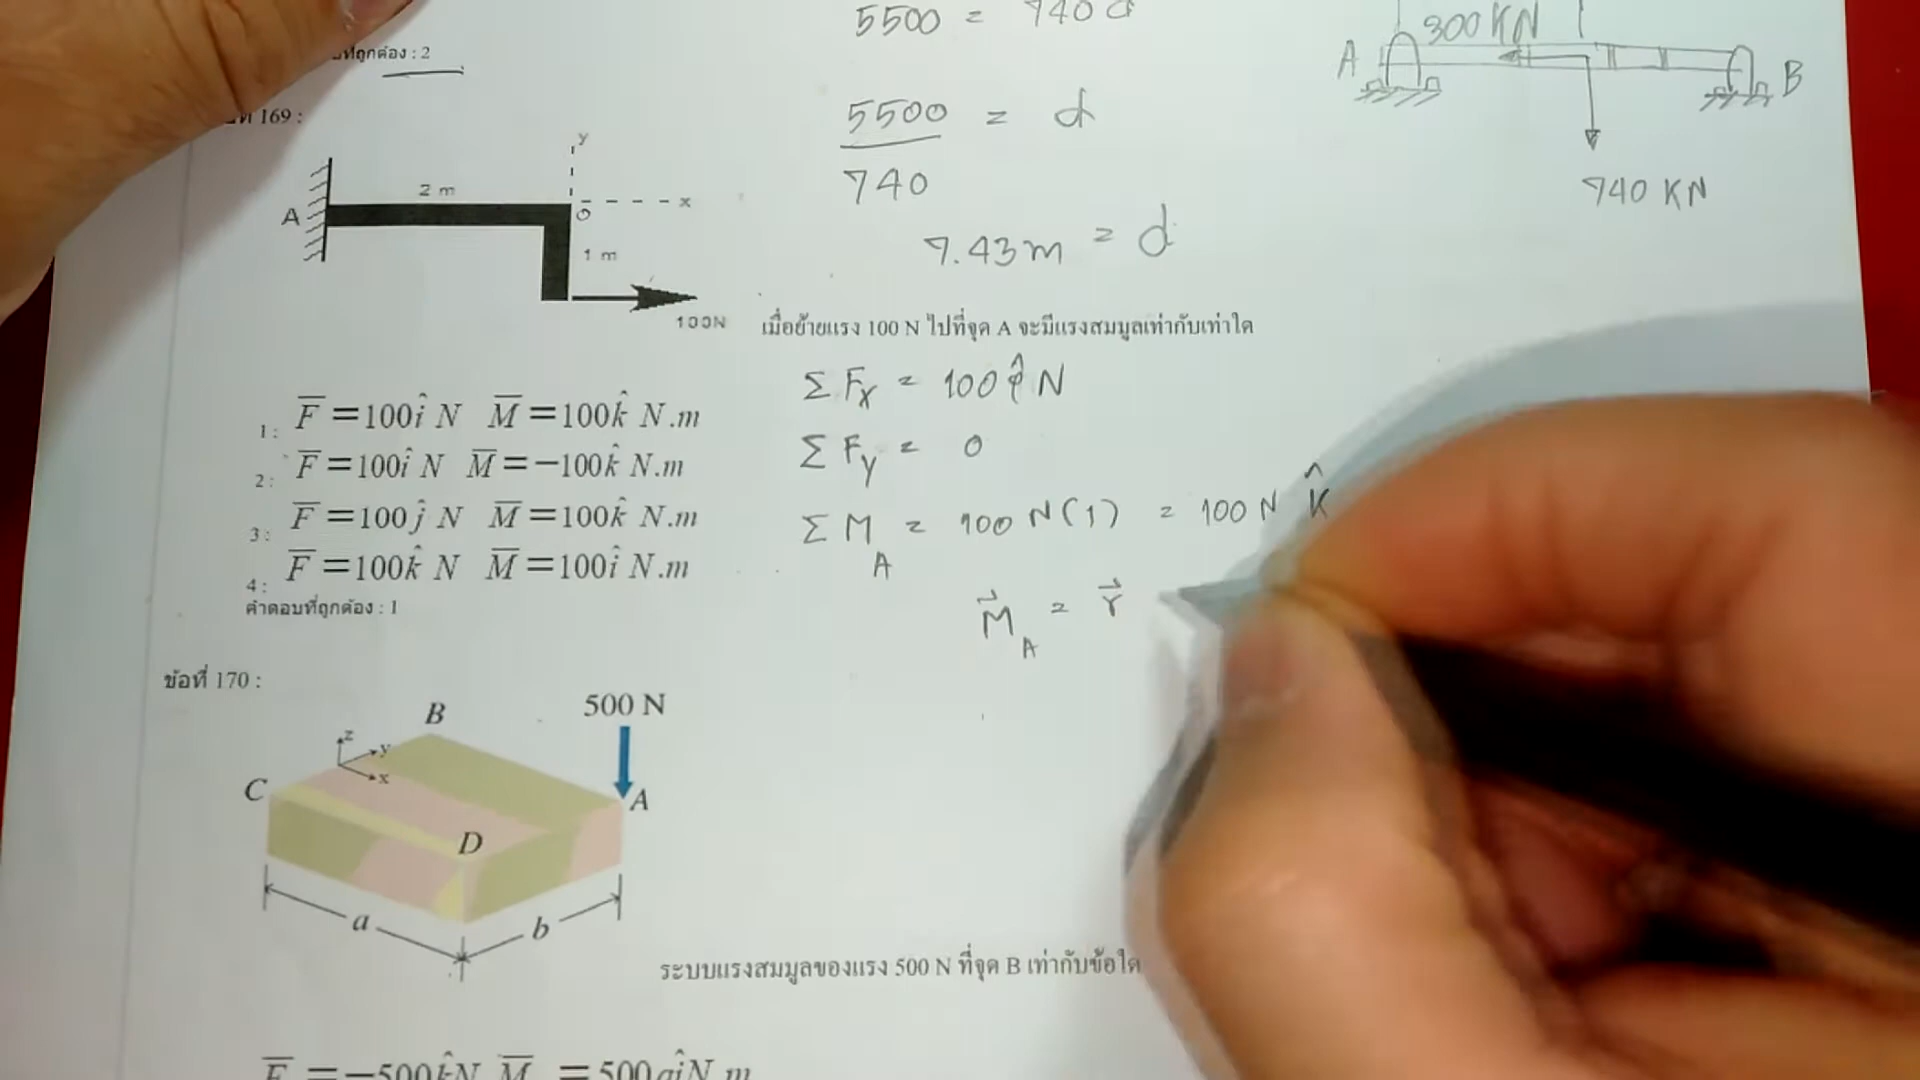 5500 = 740 d
ที่ถูกต้อง : 2
300 KN
A
B
169 :
5500 = d
740
740 KN
7.43 m = d
y
2 m
A
O
x
1 m
100N
เมื่อย้ายแรง 100 N ไปที่จุด A จะมีแรงสมมูลเท่ากับเท่าใด
Σ Fx = 100 î N
Σ Fy = 0
Σ M A = 100 N(1) = 100 N k̂
M⃗ A = r⃗
1 : F̅ =100î N M̅ =100k̂ N.m
2 : F̅ =100î N M̅ =−100k̂ N.m
3 : F̅ =100ĵ N M̅ =100k̂ N.m
4 : F̅ =100k̂ N M̅ =100î N.m
คำตอบที่ถูกต้อง : 1
ข้อที่ 170 :
B
500 N
z
y
x
C
A
D
a
b
ระบบแรงสมมูลของแรง 500 N ที่จุด B เท่ากับข้อใด
F̅ =−500k̂N M̅ =500aîN.m